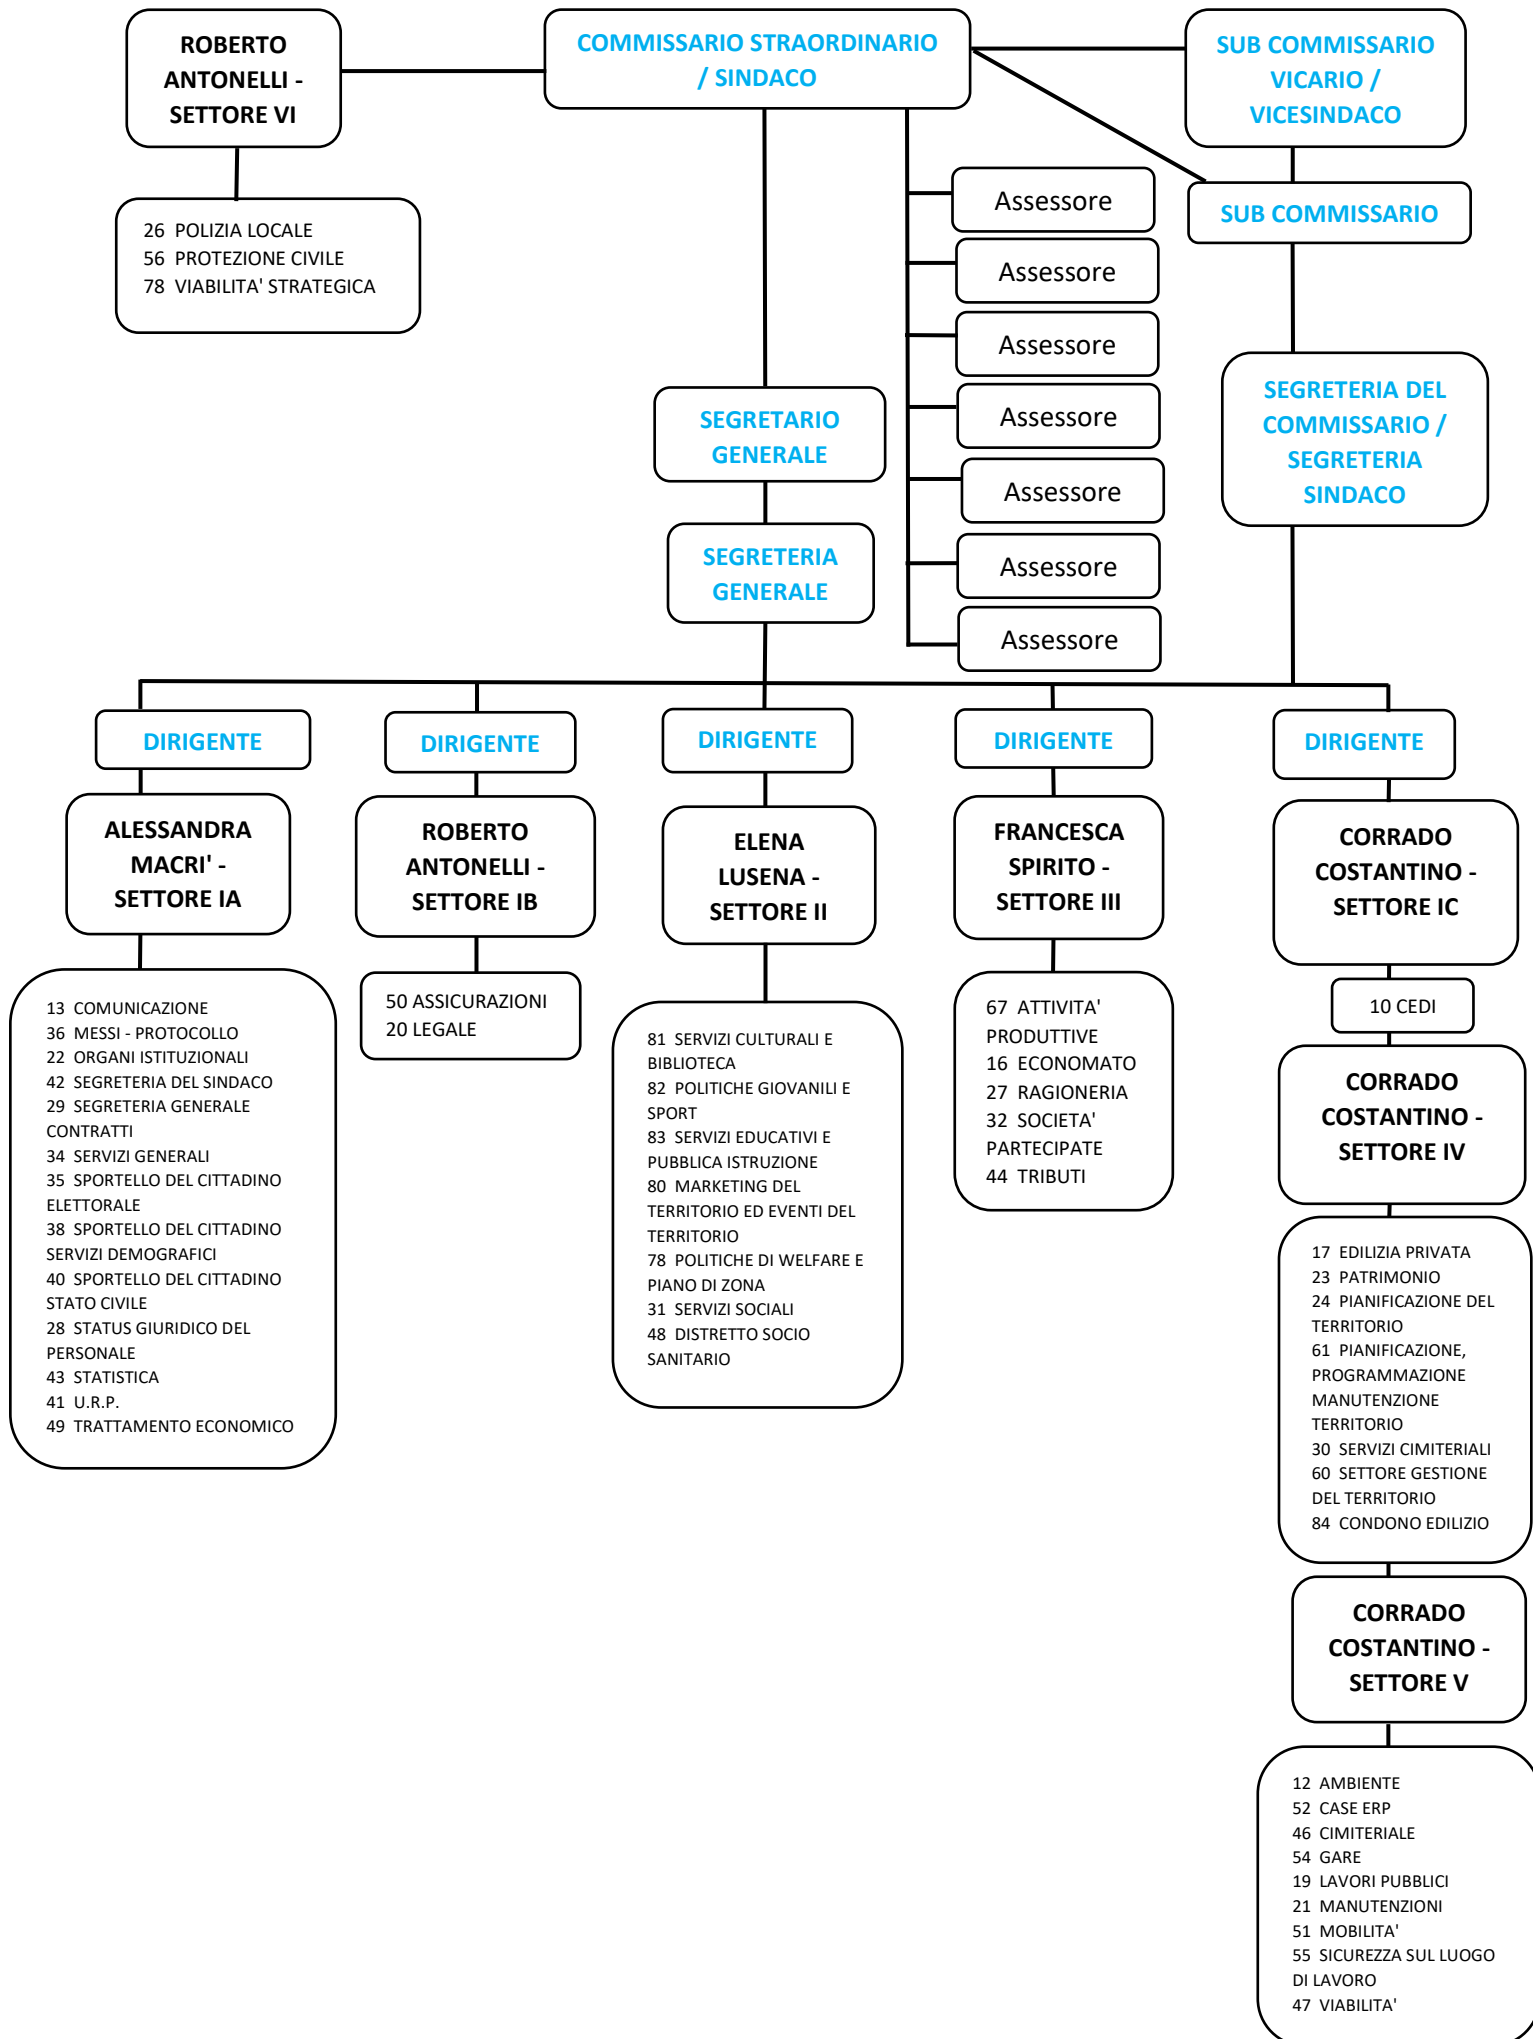 ROBERTO
ANTONELLI -
SETTORE VI
COMMISSARIO STRAORDINARIO
/ SINDACO
SUB COMMISSARIO
VICARIO /
VICESINDACO
26 POLIZIA LOCALE
56 PROTEZIONE CIVILE
78 VIABILITA' STRATEGICA
Assessore
Assessore
Assessore
Assessore
Assessore
Assessore
Assessore
SUB COMMISSARIO
SEGRETERIA DEL
COMMISSARIO /
SEGRETERIA
SINDACO
SEGRETARIO
GENERALE
SEGRETERIA
GENERALE
DIRIGENTE
DIRIGENTE
DIRIGENTE
DIRIGENTE
DIRIGENTE
ALESSANDRA
MACRI' -
SETTORE IA
ROBERTO
ANTONELLI -
SETTORE IB
ELENA
LUSENA -
SETTORE II
FRANCESCA
SPIRITO -
SETTORE III
CORRADO
COSTANTINO -
SETTORE IC
13 COMUNICAZIONE
36 MESSI - PROTOCOLLO
22 ORGANI ISTITUZIONALI
42 SEGRETERIA DEL SINDACO
29 SEGRETERIA GENERALE
CONTRATTI
34 SERVIZI GENERALI
35 SPORTELLO DEL CITTADINO
ELETTORALE
38 SPORTELLO DEL CITTADINO
SERVIZI DEMOGRAFICI
40 SPORTELLO DEL CITTADINO
STATO CIVILE
28 STATUS GIURIDICO DEL
PERSONALE
43 STATISTICA
41 U.R.P.
49 TRATTAMENTO ECONOMICO
50 ASSICURAZIONI
20 LEGALE
81 SERVIZI CULTURALI E
BIBLIOTECA
82 POLITICHE GIOVANILI E
SPORT
83 SERVIZI EDUCATIVI E
PUBBLICA ISTRUZIONE
80 MARKETING DEL
TERRITORIO ED EVENTI DEL
TERRITORIO
78 POLITICHE DI WELFARE E
PIANO DI ZONA
31 SERVIZI SOCIALI
48 DISTRETTO SOCIO
SANITARIO
67 ATTIVITA'
PRODUTTIVE
16 ECONOMATO
27 RAGIONERIA
32 SOCIETA'
PARTECIPATE
44 TRIBUTI
10 CEDI
CORRADO
COSTANTINO -
SETTORE IV
17 EDILIZIA PRIVATA
23 PATRIMONIO
24 PIANIFICAZIONE DEL
TERRITORIO
61 PIANIFICAZIONE,
PROGRAMMAZIONE
MANUTENZIONE
TERRITORIO
30 SERVIZI CIMITERIALI
60 SETTORE GESTIONE
DEL TERRITORIO
84 CONDONO EDILIZIO
CORRADO
COSTANTINO -
SETTORE V
12 AMBIENTE
52 CASE ERP
46 CIMITERIALE
54 GARE
19 LAVORI PUBBLICI
21 MANUTENZIONI
51 MOBILITA'
55 SICUREZZA SUL LUOGO
DI LAVORO
47 VIABILITA'